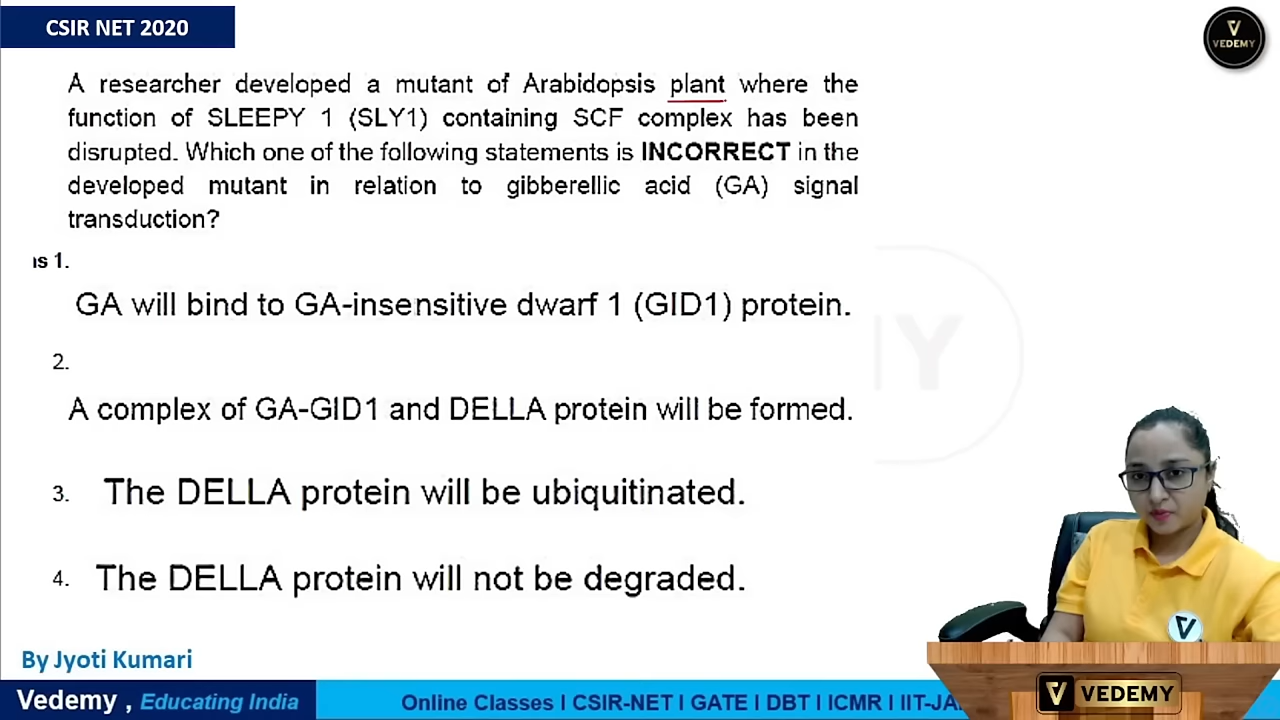 CSIR NET 2020
VEDEMY
A researcher developed a mutant of Arabidopsis plant where the
function of SLEEPY 1 (SLY1) containing SCF complex has been
disrupted. Which one of the following statements is INCORRECT in the
developed mutant in relation to gibberellic acid (GA) signal
transduction?
ns 1.
GA will bind to GA-insensitive dwarf 1 (GID1) protein.
2.
A complex of GA-GID1 and DELLA protein will be formed.
3. The DELLA protein will be ubiquitinated.
4. The DELLA protein will not be degraded.
By Jyoti Kumari
Vedemy , Educating India
Online Classes I CSIR-NET I GATE I DBT I ICMR I IIT-JA
VEDEMY